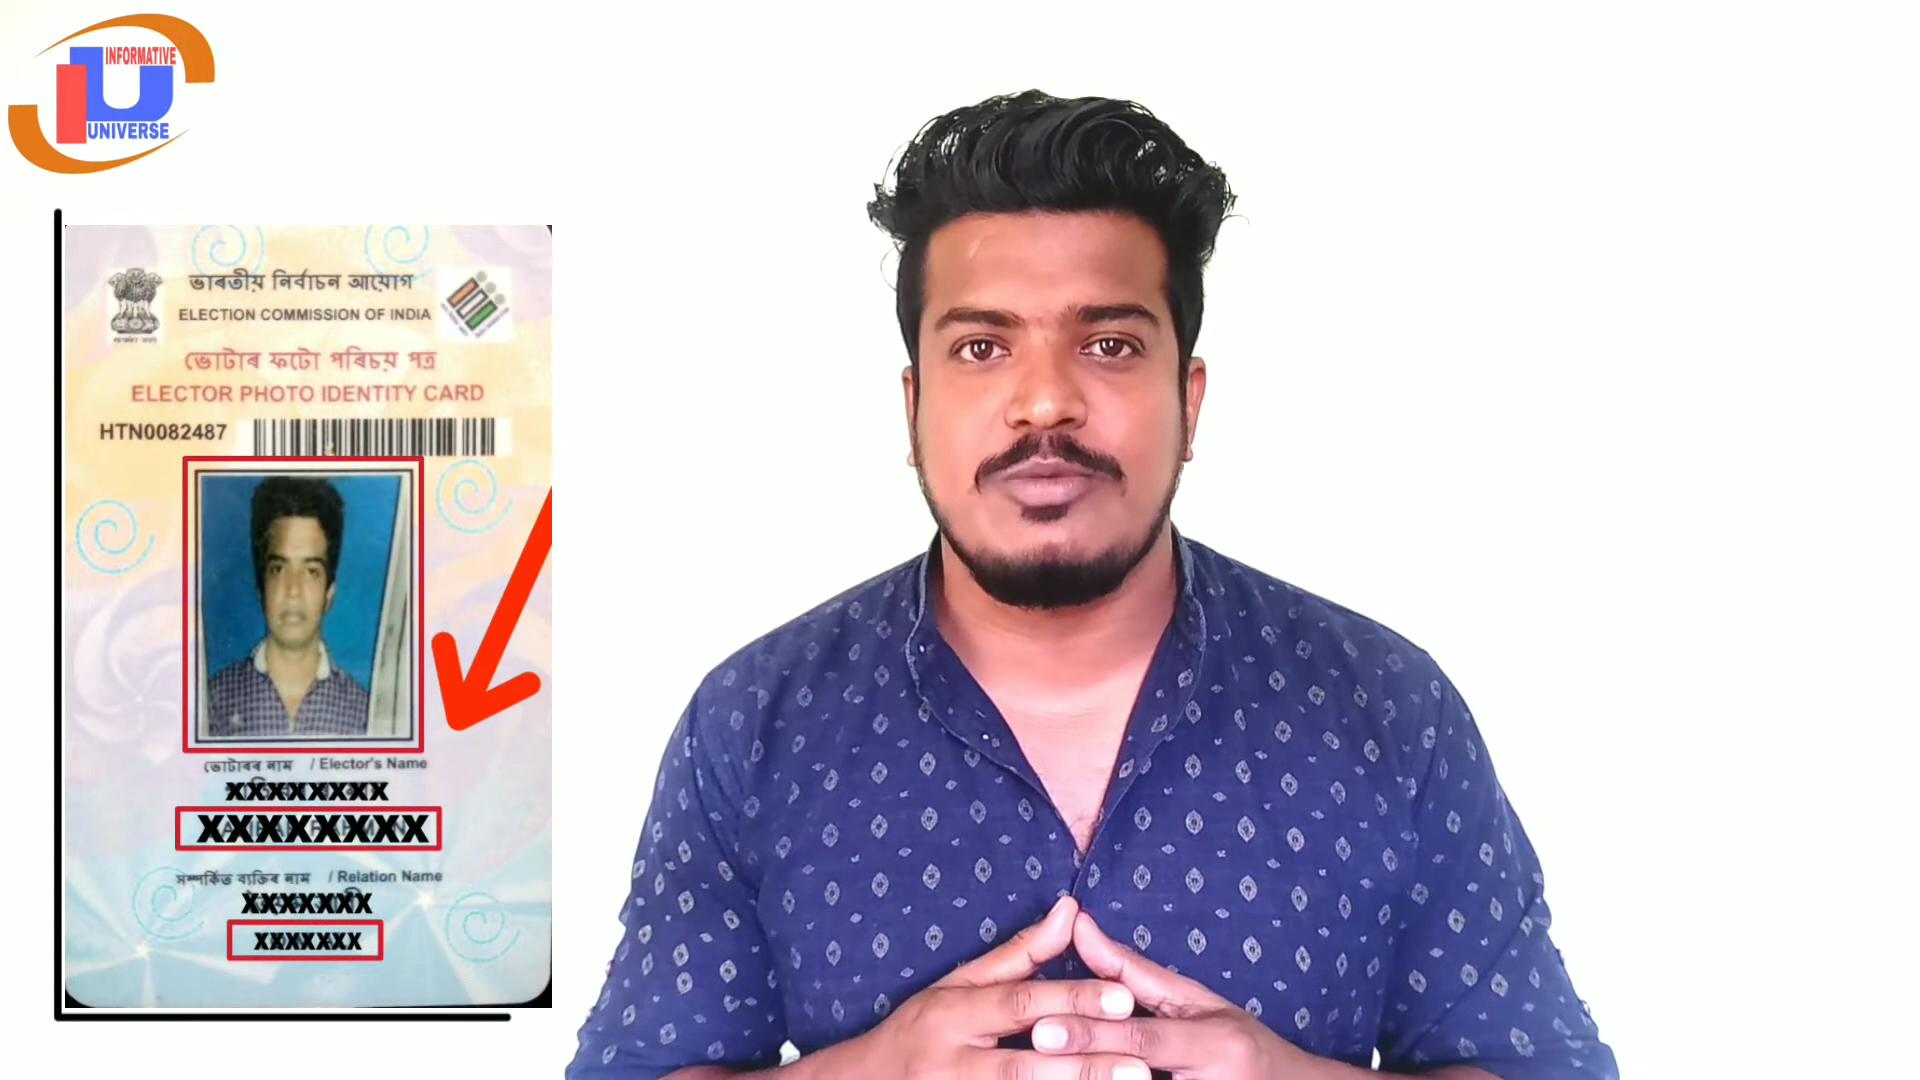 INFORMATIVE
UNIVERSE
ভাৰতীয় নিৰ্বাচন আয়োগ
ELECTION COMMISSION OF INDIA
ভোটাৰ ফটো পৰিচয় পত্ৰ
ELECTOR PHOTO IDENTITY CARD
HTN0082487
ভোটাৰৰ নাম / Elector's Name
XXXXXXXX
XXXXXXXX
সম্পৰ্কিত ব্যক্তিৰ নাম / Relation Name
XXXXXXX
XXXXXXX